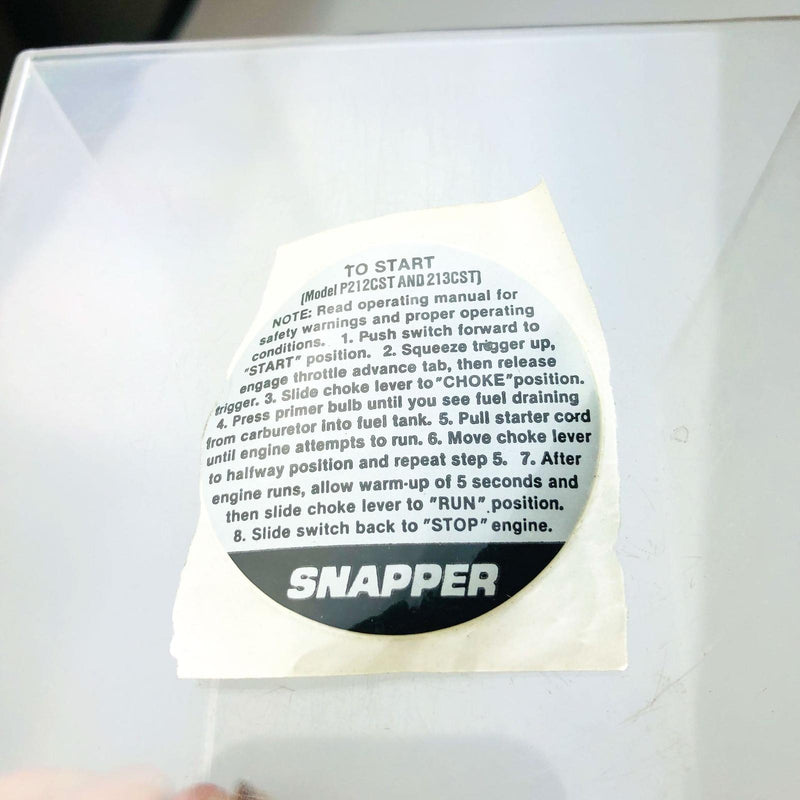 TO START
(Model P212CST AND 213CST)
NOTE: Read operating manual for
safety warnings and proper operating
conditions. 1. Push switch forward to
"START" position. 2. Squeeze trigger up,
engage throttle advance tab, then release
trigger. 3. Slide choke lever to "CHOKE" position.
4. Press primer bulb until you see fuel draining
from carburetor into fuel tank. 5. Pull starter cord
until engine attempts to run. 6. Move choke lever
to halfway position and repeat step 5. 7. After
engine runs, allow warm-up of 5 seconds and
then slide choke lever to "RUN" position.
8. Slide switch back to "STOP" engine.
SNAPPER